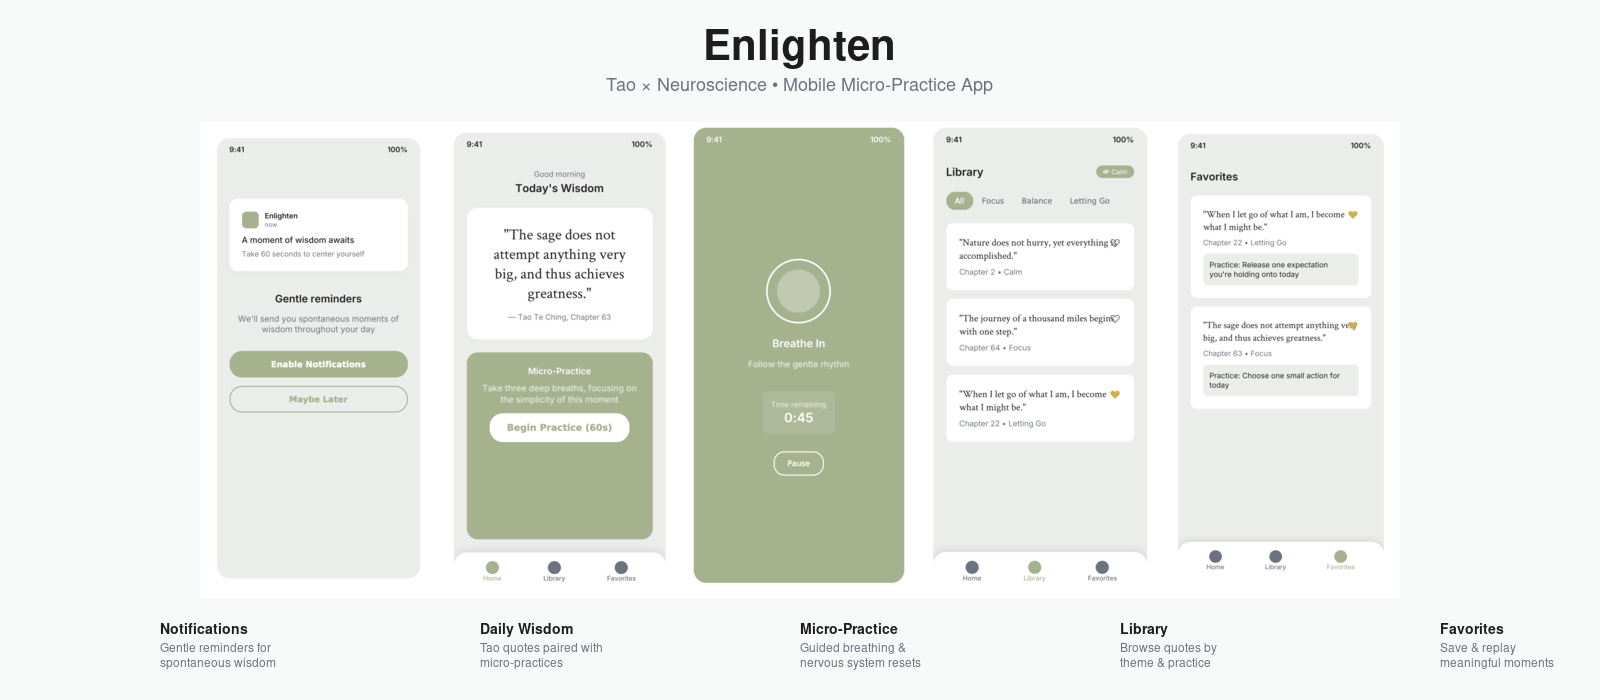 Enlighten
Tao × Neuroscience • Mobile Micro-Practice App
9:41 100%
Enlighten
now
A moment of wisdom awaits
Take 60 seconds to center yourself
Gentle reminders
We'll send you spontaneous moments of
wisdom throughout your day
Enable Notifications
Maybe Later
9:41 100%
Good morning
Today's Wisdom
"The sage does not
attempt anything very
big, and thus achieves
greatness."
— Tao Te Ching, Chapter 63
Micro-Practice
Take three deep breaths, focusing on
the simplicity of this moment
Begin Practice (60s)
Home Library Favorites
9:41 100%
Breathe In
Follow the gentle rhythm
Time remaining
0:45
Pause
9:41 100%
Library
Calm
All Focus Balance Letting Go
"Nature does not hurry, yet everything
accomplished."
Chapter 2 • Calm
"The journey of a thousand miles begins
with one step."
Chapter 64 • Focus
"When I let go of what I am, I become
what I might be."
Chapter 22 • Letting Go
Home Library Favorites
9:41 100%
Favorites
"When I let go of what I am, I become
what I might be."
Chapter 22 • Letting Go
Practice: Release one expectation
you're holding onto today
"The sage does not attempt anything
big, and thus achieves greatness."
Chapter 63 • Focus
Practice: Choose one small action for
today
Home Library Favorites
Notifications
Gentle reminders for
spontaneous wisdom
Daily Wisdom
Tao quotes paired with
micro-practices
Micro-Practice
Guided breathing &
nervous system resets
Library
Browse quotes by
theme & practice
Favorites
Save & replay
meaningful moments